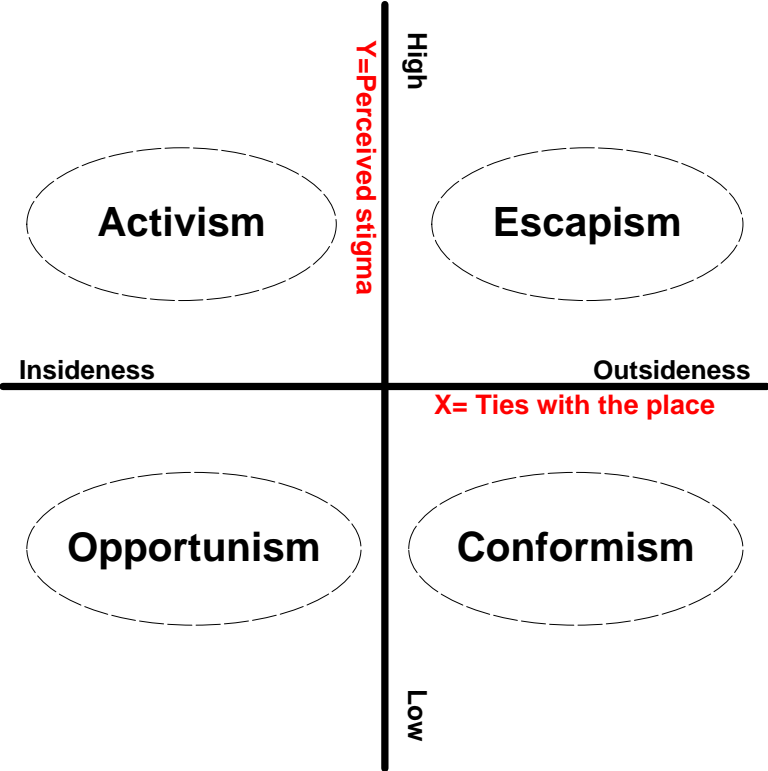 High
Y=Perceived stigma
Activism
Escapism
Insideness
Outsideness
X= Ties with the place
Opportunism
Conformism
Low